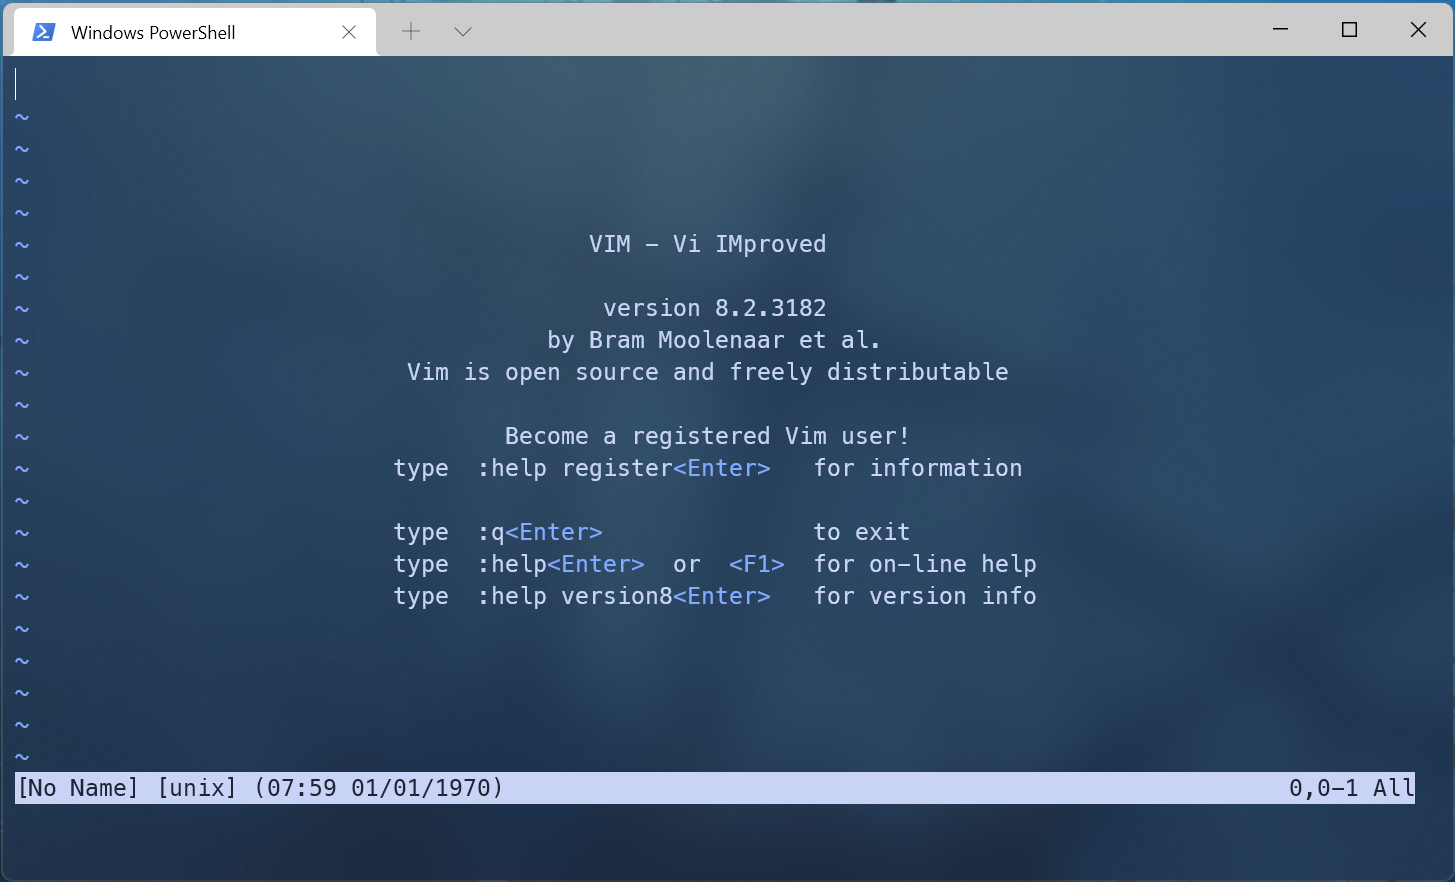 Windows PowerShell
~
~
~
~
~ VIM - Vi IMproved
~
~ version 8.2.3182
~ by Bram Moolenaar et al.
~ Vim is open source and freely distributable
~
~ Become a registered Vim user!
~ type  :help register<Enter>   for information
~
~ type  :q<Enter>               to exit
~ type  :help<Enter>  or  <F1>  for on-line help
~ type  :help version8<Enter>   for version info
~
~
~
~
~
[No Name] [unix] (07:59 01/01/1970) 0,0-1 All